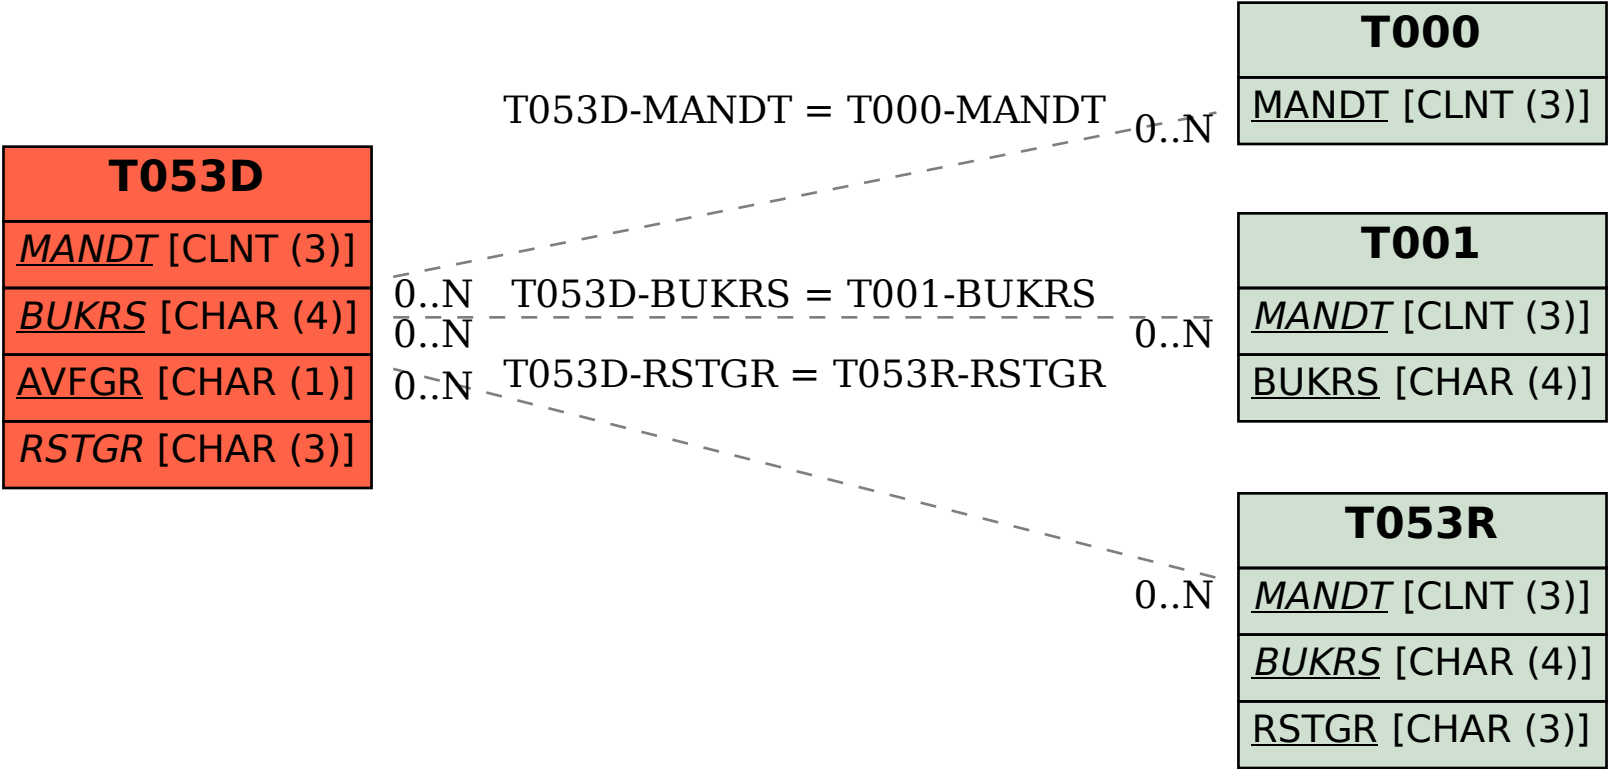 T053D
MANDT [CLNT (3)]
BUKRS [CHAR (4)]
AVFGR [CHAR (1)]
RSTGR [CHAR (3)]
T053D-MANDT = T000-MANDT
0..N
0..N
T053D-BUKRS = T001-BUKRS
0..N
0..N
T053D-RSTGR = T053R-RSTGR
0..N
0..N
T000
MANDT [CLNT (3)]
T001
MANDT [CLNT (3)]
BUKRS [CHAR (4)]
T053R
MANDT [CLNT (3)]
BUKRS [CHAR (4)]
RSTGR [CHAR (3)]